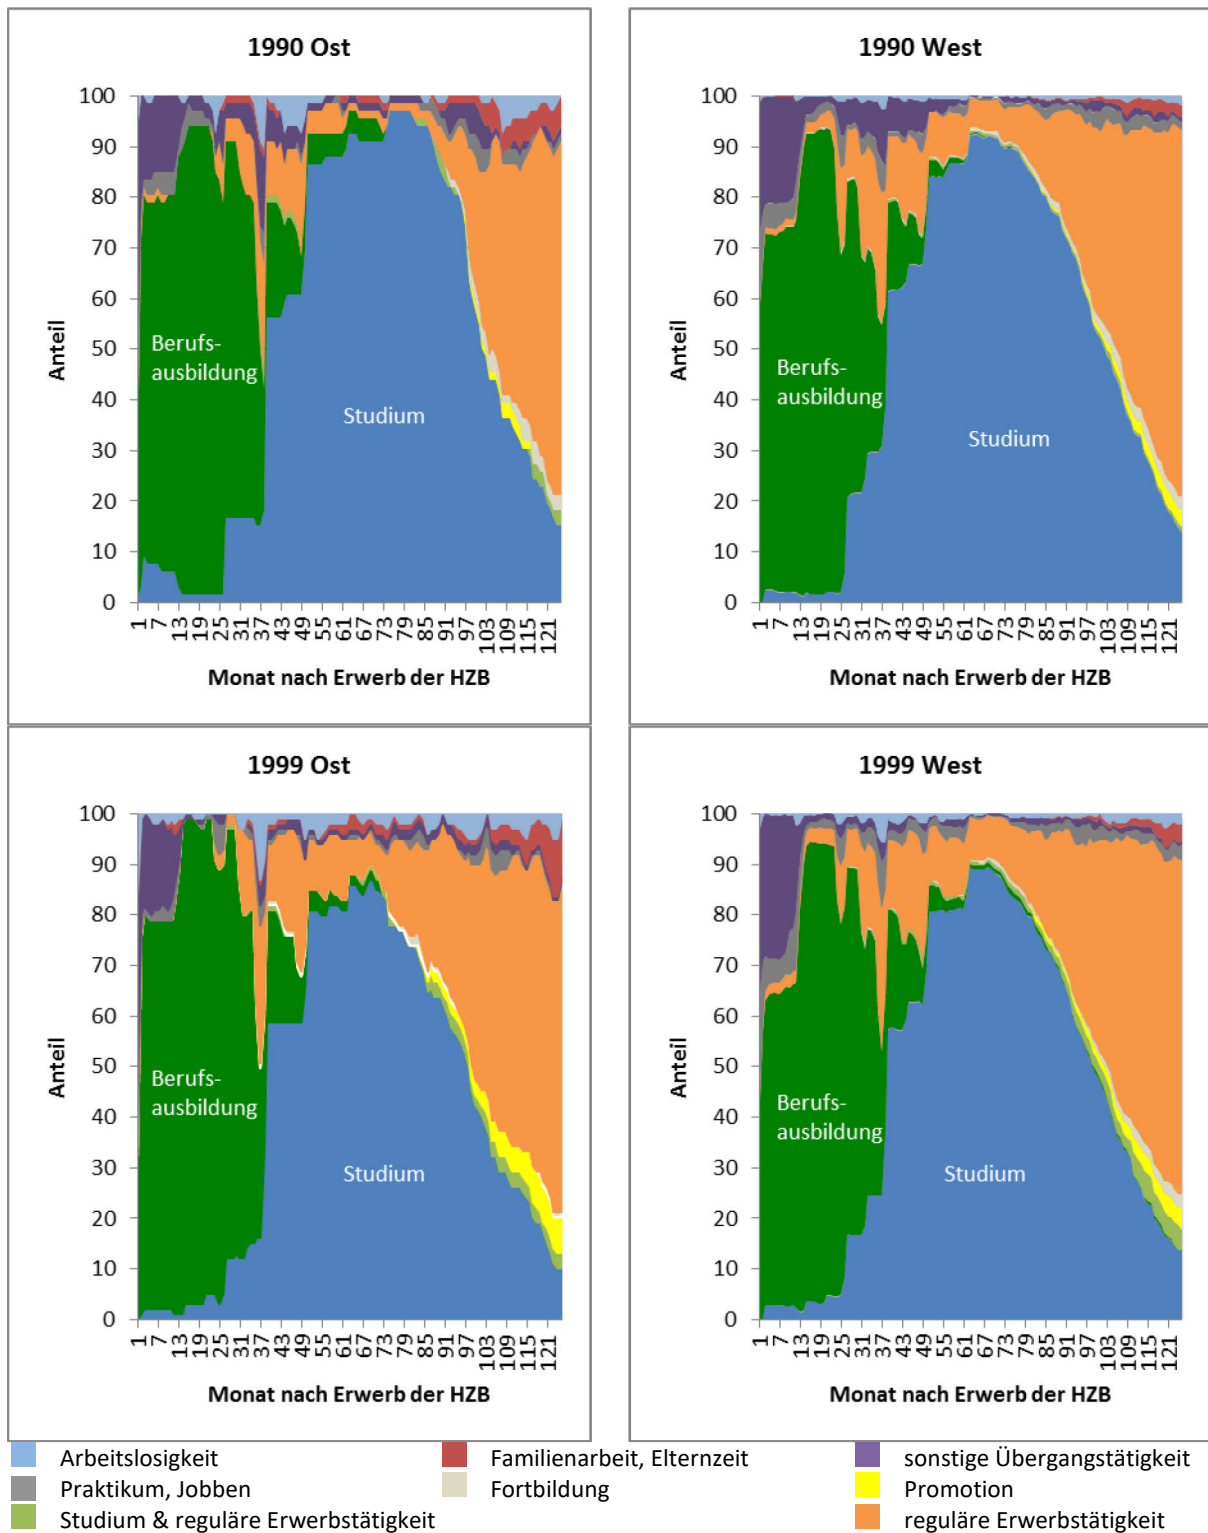 1990 Ost
100
90
80
70
60
50
40
30
20
10
0
Anteil
Berufs-
ausbildung
Studium
1 7 13 19 25 31 37 43 49 55 61 67 73 79 85 91 97 103 109 115 121
Monat nach Erwerb der HZB
1990 West
100
90
80
70
60
50
40
30
20
10
0
Anteil
Berufs-
ausbildung
Studium
1 7 13 19 25 31 37 43 49 55 61 67 73 79 85 91 97 103 109 115 121
Monat nach Erwerb der HZB
1999 Ost
100
90
80
70
60
50
40
30
20
10
0
Anteil
Berufs-
ausbildung
Studium
1 7 13 19 25 31 37 43 49 55 61 67 73 79 85 91 97 103 109 115 121
Monat nach Erwerb der HZB
1999 West
100
90
80
70
60
50
40
30
20
10
0
Anteil
Berufs-
ausbildung
Studium
1 7 13 19 25 31 37 43 49 55 61 67 73 79 85 91 97 103 109 115 121
Monat nach Erwerb der HZB
Arbeitslosigkeit
Familienarbeit, Elternzeit
sonstige Übergangstätigkeit
Praktikum, Jobben
Fortbildung
Promotion
Studium & reguläre Erwerbstätigkeit
reguläre Erwerbstätigkeit